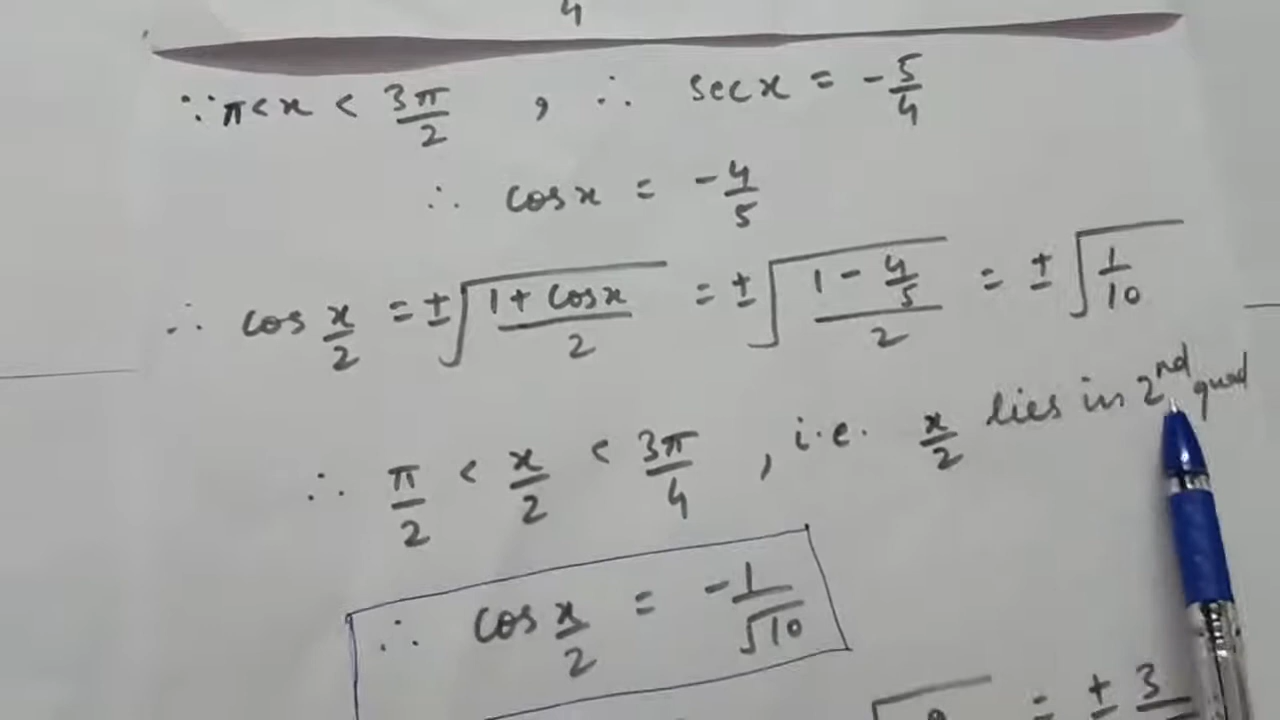 4
∵ π < x < 3π/2 , ∴ sec x = -5/4
∴ cos x = -4/5
∴ cos x/2 = ±√((1 + cos x)/2) = ±√((1 - 4/5)/2) = ±√(1/10)
∴ π/2 < x/2 < 3π/4 , i.e. x/2 lies in 2nd quad
∴ cos x/2 = -1/√10
= ± 3